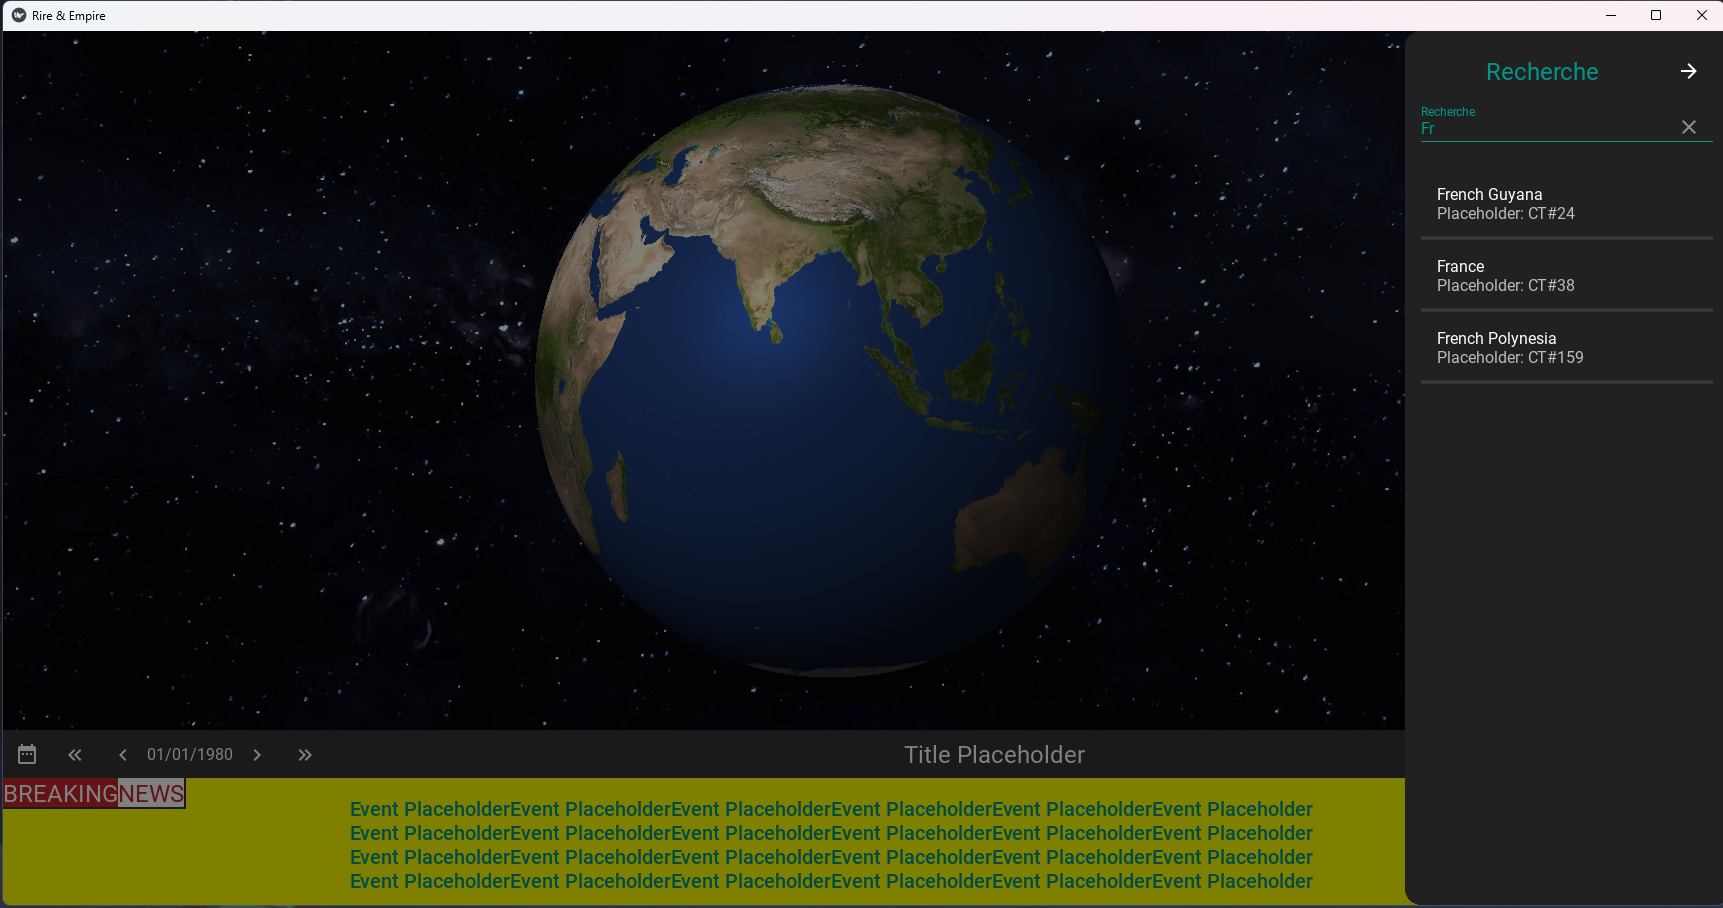 Rire & Empire
Recherche
Recherche
Fr
French Guyana
Placeholder: CT#24
France
Placeholder: CT#38
French Polynesia
Placeholder: CT#159
01/01/1980
Title Placeholder
BREAKINGNEWS
Event PlaceholderEvent PlaceholderEvent PlaceholderEvent PlaceholderEvent PlaceholderEvent Placeholder
Event PlaceholderEvent PlaceholderEvent PlaceholderEvent PlaceholderEvent PlaceholderEvent Placeholder
Event PlaceholderEvent PlaceholderEvent PlaceholderEvent PlaceholderEvent PlaceholderEvent Placeholder
Event PlaceholderEvent PlaceholderEvent PlaceholderEvent PlaceholderEvent PlaceholderEvent Placeholder